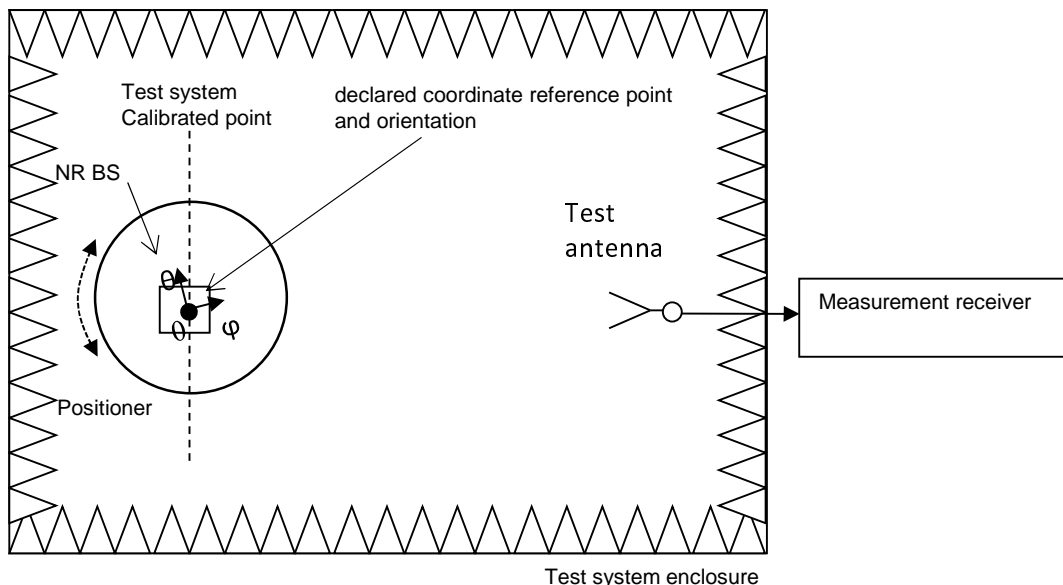 Test system
Calibrated point
declared coordinate reference point
and orientation
NR BS
Test
antenna
Measurement receiver
θ
θ
φ
Positioner
Test system enclosure